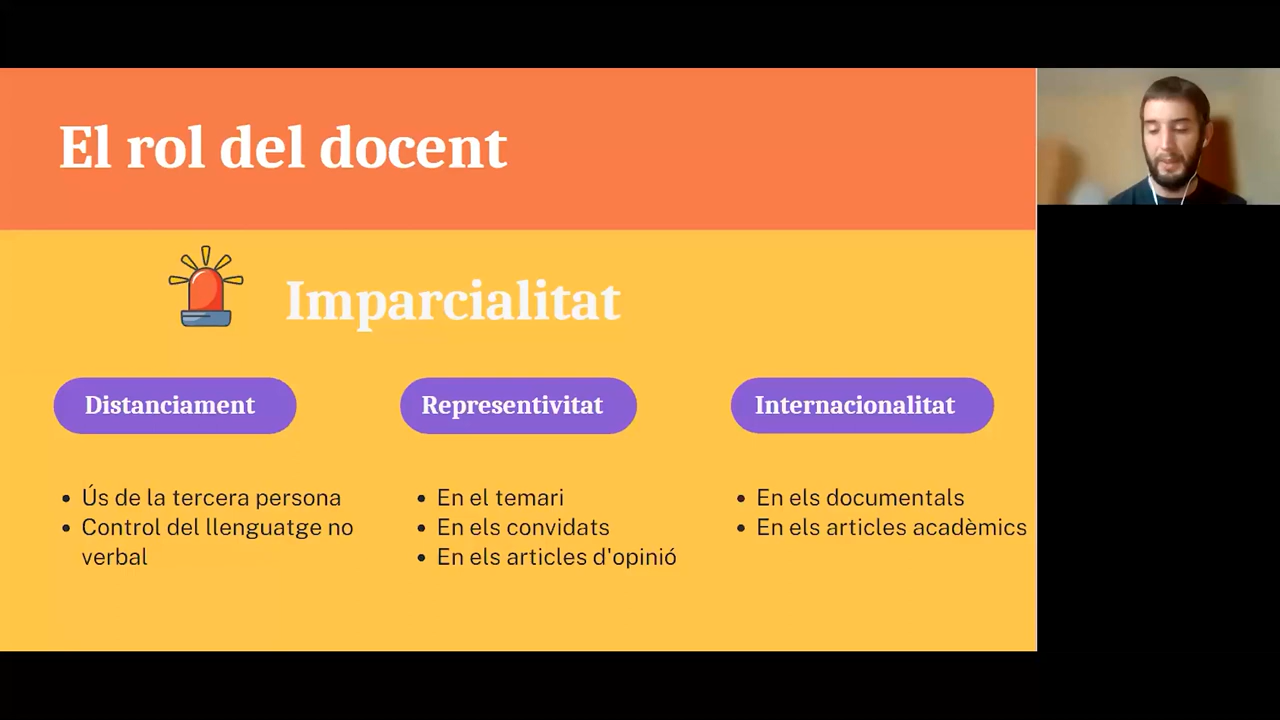 El rol del docent
Imparcialitat
Distanciament
Ús de la tercera persona
Control del llenguatge no
verbal
Representivitat
En el temari
En els convidats
En els articles d'opinió
Internacionalitat
En els documentals
En els articles acadèmics